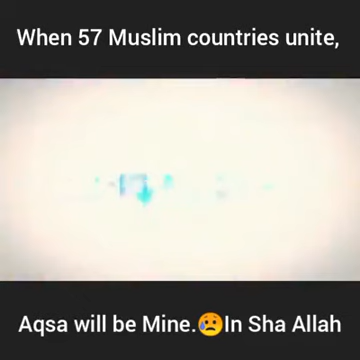 When 57 Muslim countries unite,
Aqsa will be Mine.😥In Sha Allah